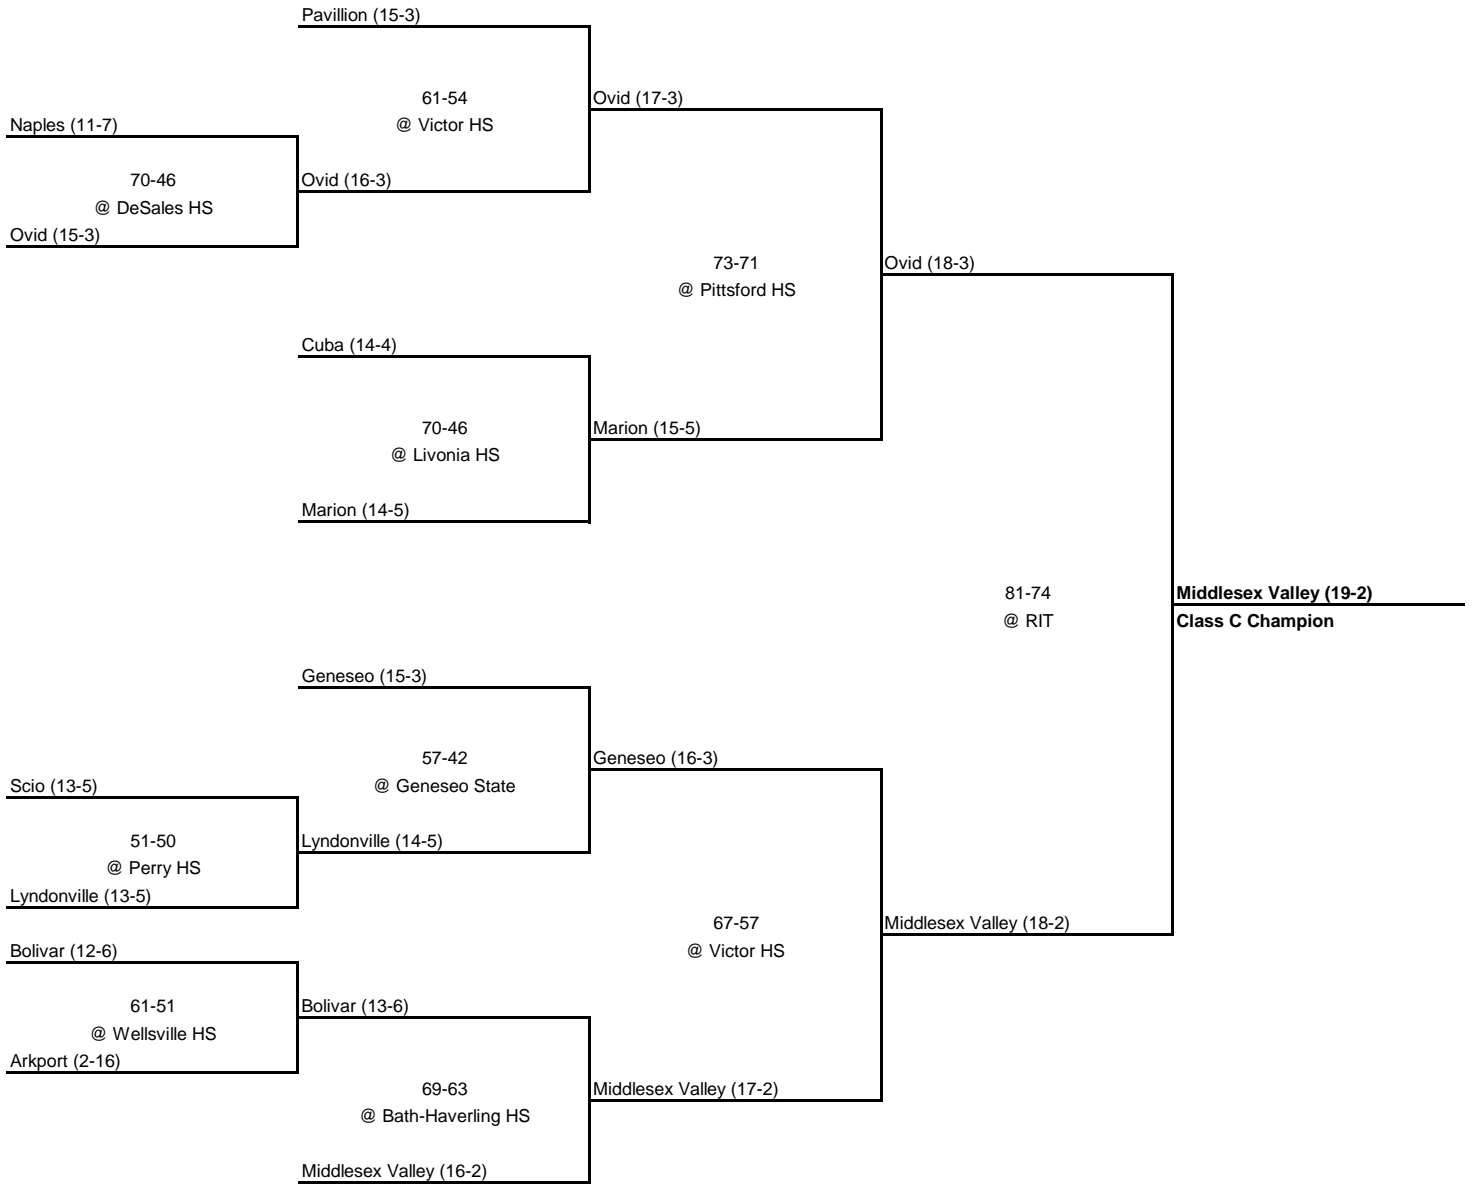 Pavillion (15-3)
61-54
@ Victor HS
Ovid (17-3)
Naples (11-7)
70-46
@ DeSales HS
Ovid (16-3)
Ovid (15-3)
73-71
@ Pittsford HS
Ovid (18-3)
Cuba (14-4)
70-46
@ Livonia HS
Marion (15-5)
Marion (14-5)
81-74
@ RIT
Middlesex Valley (19-2)
Class C Champion
Geneseo (15-3)
57-42
@ Geneseo State
Geneseo (16-3)
Scio (13-5)
51-50
@ Perry HS
Lyndonville (14-5)
Lyndonville (13-5)
67-57
@ Victor HS
Middlesex Valley (18-2)
Bolivar (12-6)
61-51
@ Wellsville HS
Bolivar (13-6)
Arkport (2-16)
69-63
@ Bath-Haverling HS
Middlesex Valley (17-2)
Middlesex Valley (16-2)